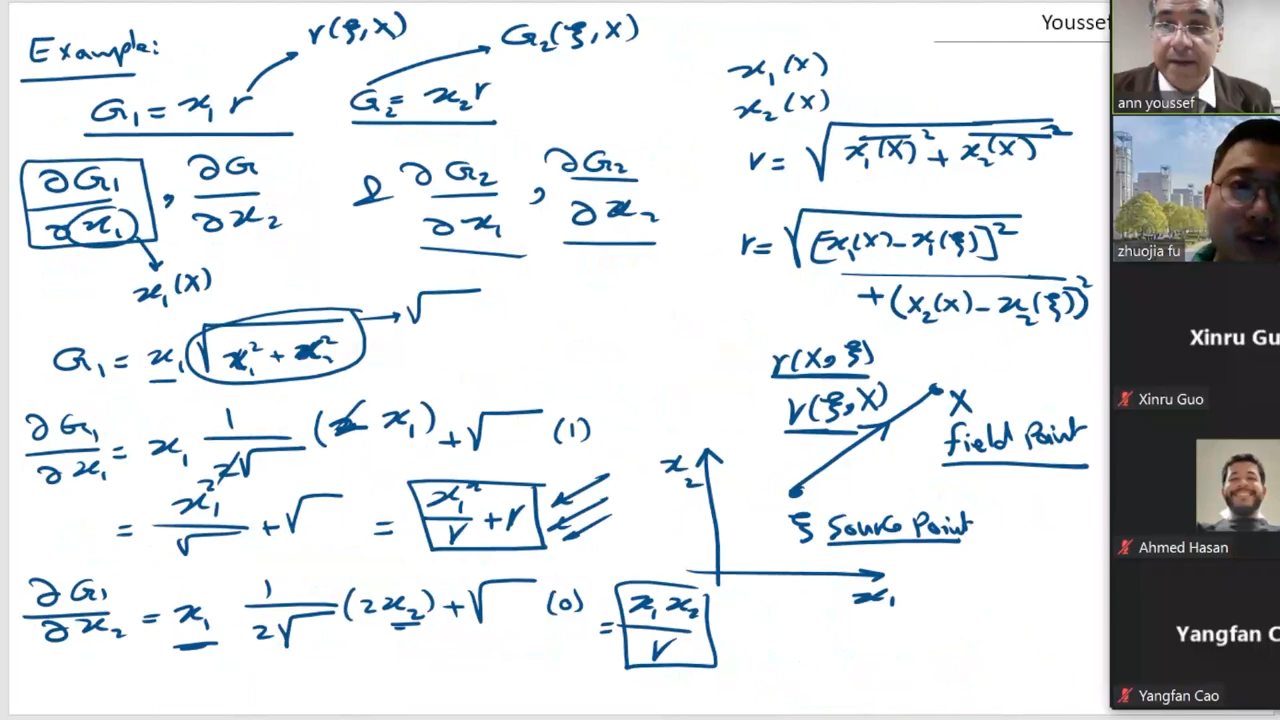 Example:
r(ξ,x)
G₂(ξ,x)
G₁ = x₁ r
G₂ = x₂ r
∂G₁/∂x₁ , ∂G/∂x₂ & ∂G₂/∂x₁ , ∂G₂/∂x₂
x₁(x)
G₁ = x₁ √(x₁² + x₂²) → √
∂G₁/∂x₁ = x₁ 1/(2√) (2 x₁) + √ (1)
= x₁²/√ + √ = x₁²/r + r
∂G₁/∂x₂ = x₁ 1/(2√) (2x₂) + √ (0) = x₁x₂/r
x₁(x)
x₂(x)
r = √(x₁(x)² + x₂(x)²)
r = √([x₁(x) - x₁(ξ)]²
+ (x₂(x) - x₂(ξ))²
r(x,ξ)
r(ξ,x)
x
field Point
x₂
ξ Source Point
x₁
Youssef
ann youssef
zhuojia fu
Xinru Gu
Xinru Guo
Ahmed Hasan
Yangfan Cao
Yangfan Cao